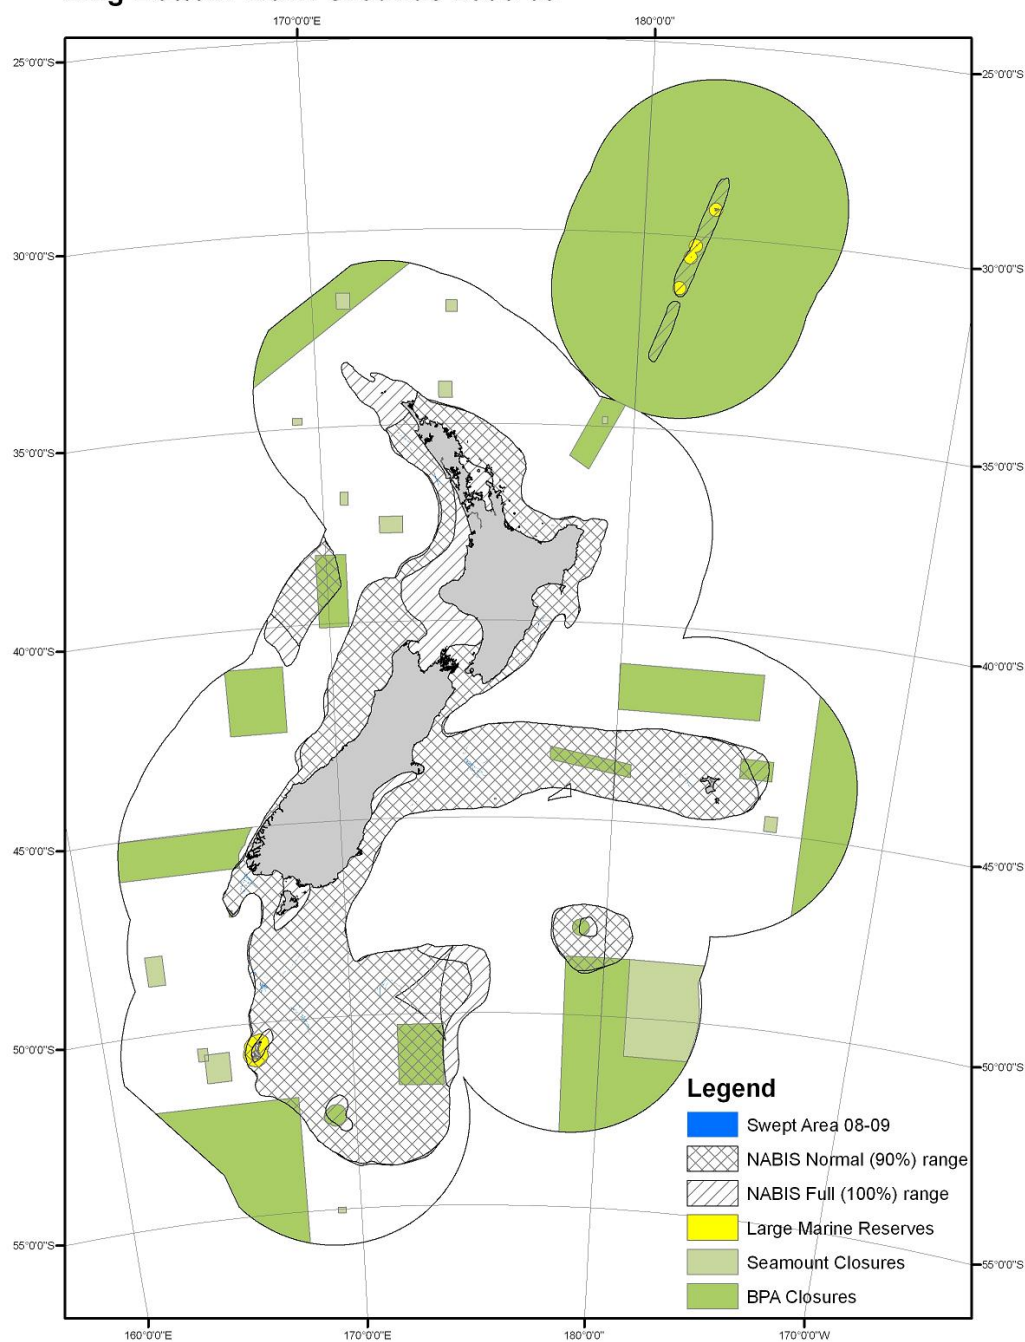 170°0'0"E 180°0'0"
25°0'0"S 25°0'0"S
30°0'0"S 30°0'0"S
35°0'0"S 35°0'0"S
40°0'0"S 40°0'0"S
45°0'0"S 45°0'0"S
50°0'0"S 50°0'0"S
Legend
Swept Area 08-09
NABIS Normal (90%) range
NABIS Full (100%) range
Large Marine Reserves
Seamount Closures
55°0'0"S 55°0'0"S
BPA Closures
160°0'0"E 170°0'0"E 180°0'0" 170°0'0"W